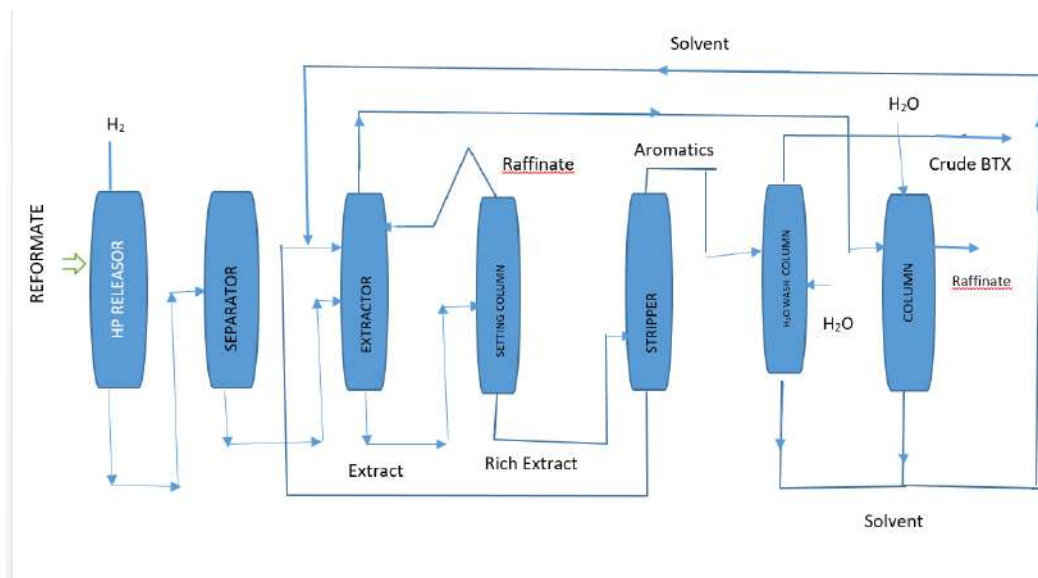 Solvent
H₂
H₂O
Aromatics
Crude BTX
Raffinate
REFORMATE
HP RELEASOR
SEPARATOR
EXTRACTOR
SETTING COLUMN
STRIPPER
H₂O WASH COLUMN
COLUMN
Raffinate
H₂O
Extract
Rich Extract
Solvent